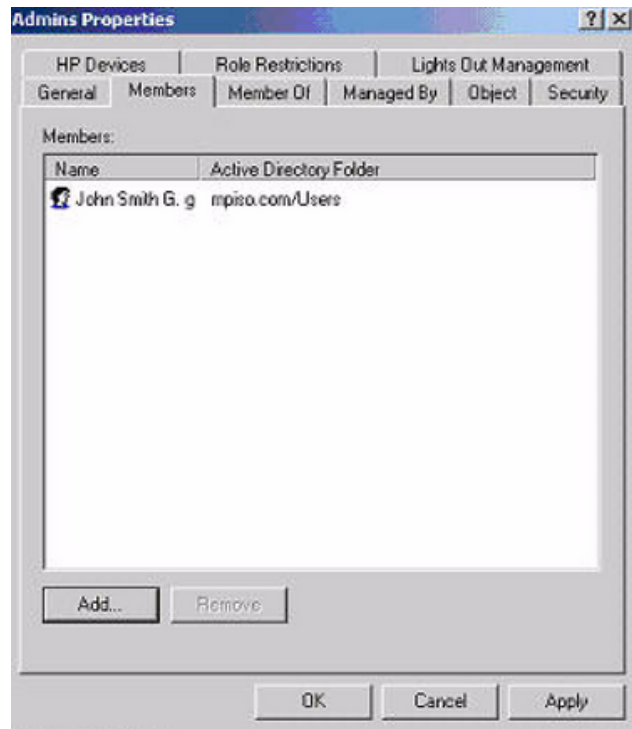 Admins Properties
HP Devices Role Restrictions Lights Out Management
General Members Member Of Managed By Object Security
Members:
Name Active Directory Folder
John Smith G. g mpiso.com/Users
Add... Remove
OK Cancel Apply